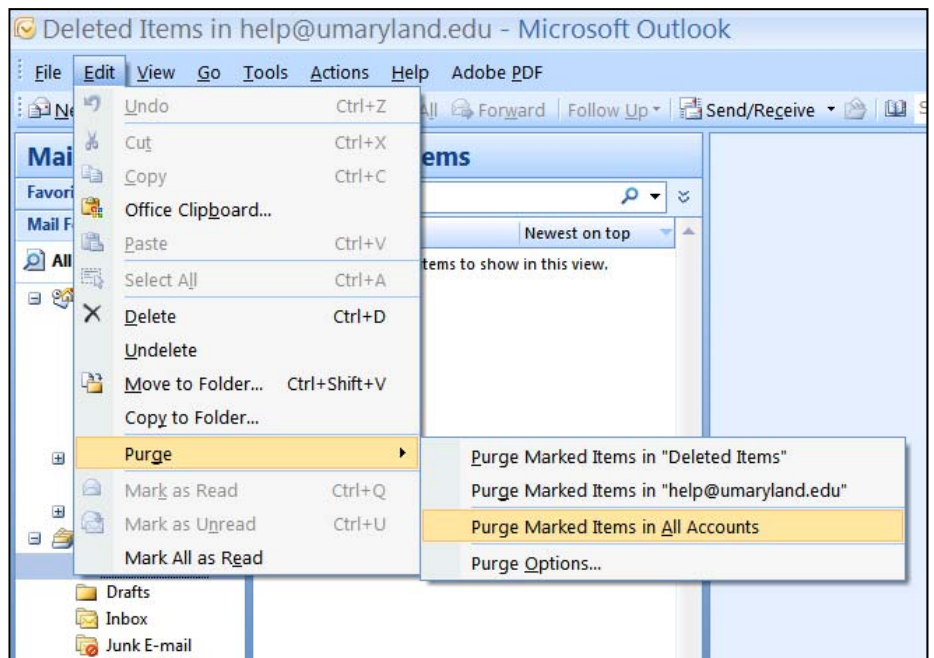 Deleted Items in help@umaryland.edu - Microsoft Outlook
File Edit View Go Tools Actions Help Adobe PDF
Forward Follow Up Send/Receive
Undo Ctrl+Z
Cut Ctrl+X
Copy Ctrl+C
Office Clipboard...
Paste Ctrl+V
Select All Ctrl+A
Delete Ctrl+D
Undelete
Move to Folder... Ctrl+Shift+V
Copy to Folder...
Purge
Mark as Read Ctrl+Q
Mark as Unread Ctrl+U
Mark All as Read
Mai
Favori
Mail F
All
ems
Newest on top
tems to show in this view.
Purge Marked Items in "Deleted Items"
Purge Marked Items in "help@umaryland.edu"
Purge Marked Items in All Accounts
Purge Options...
Drafts
Inbox
Junk E-mail